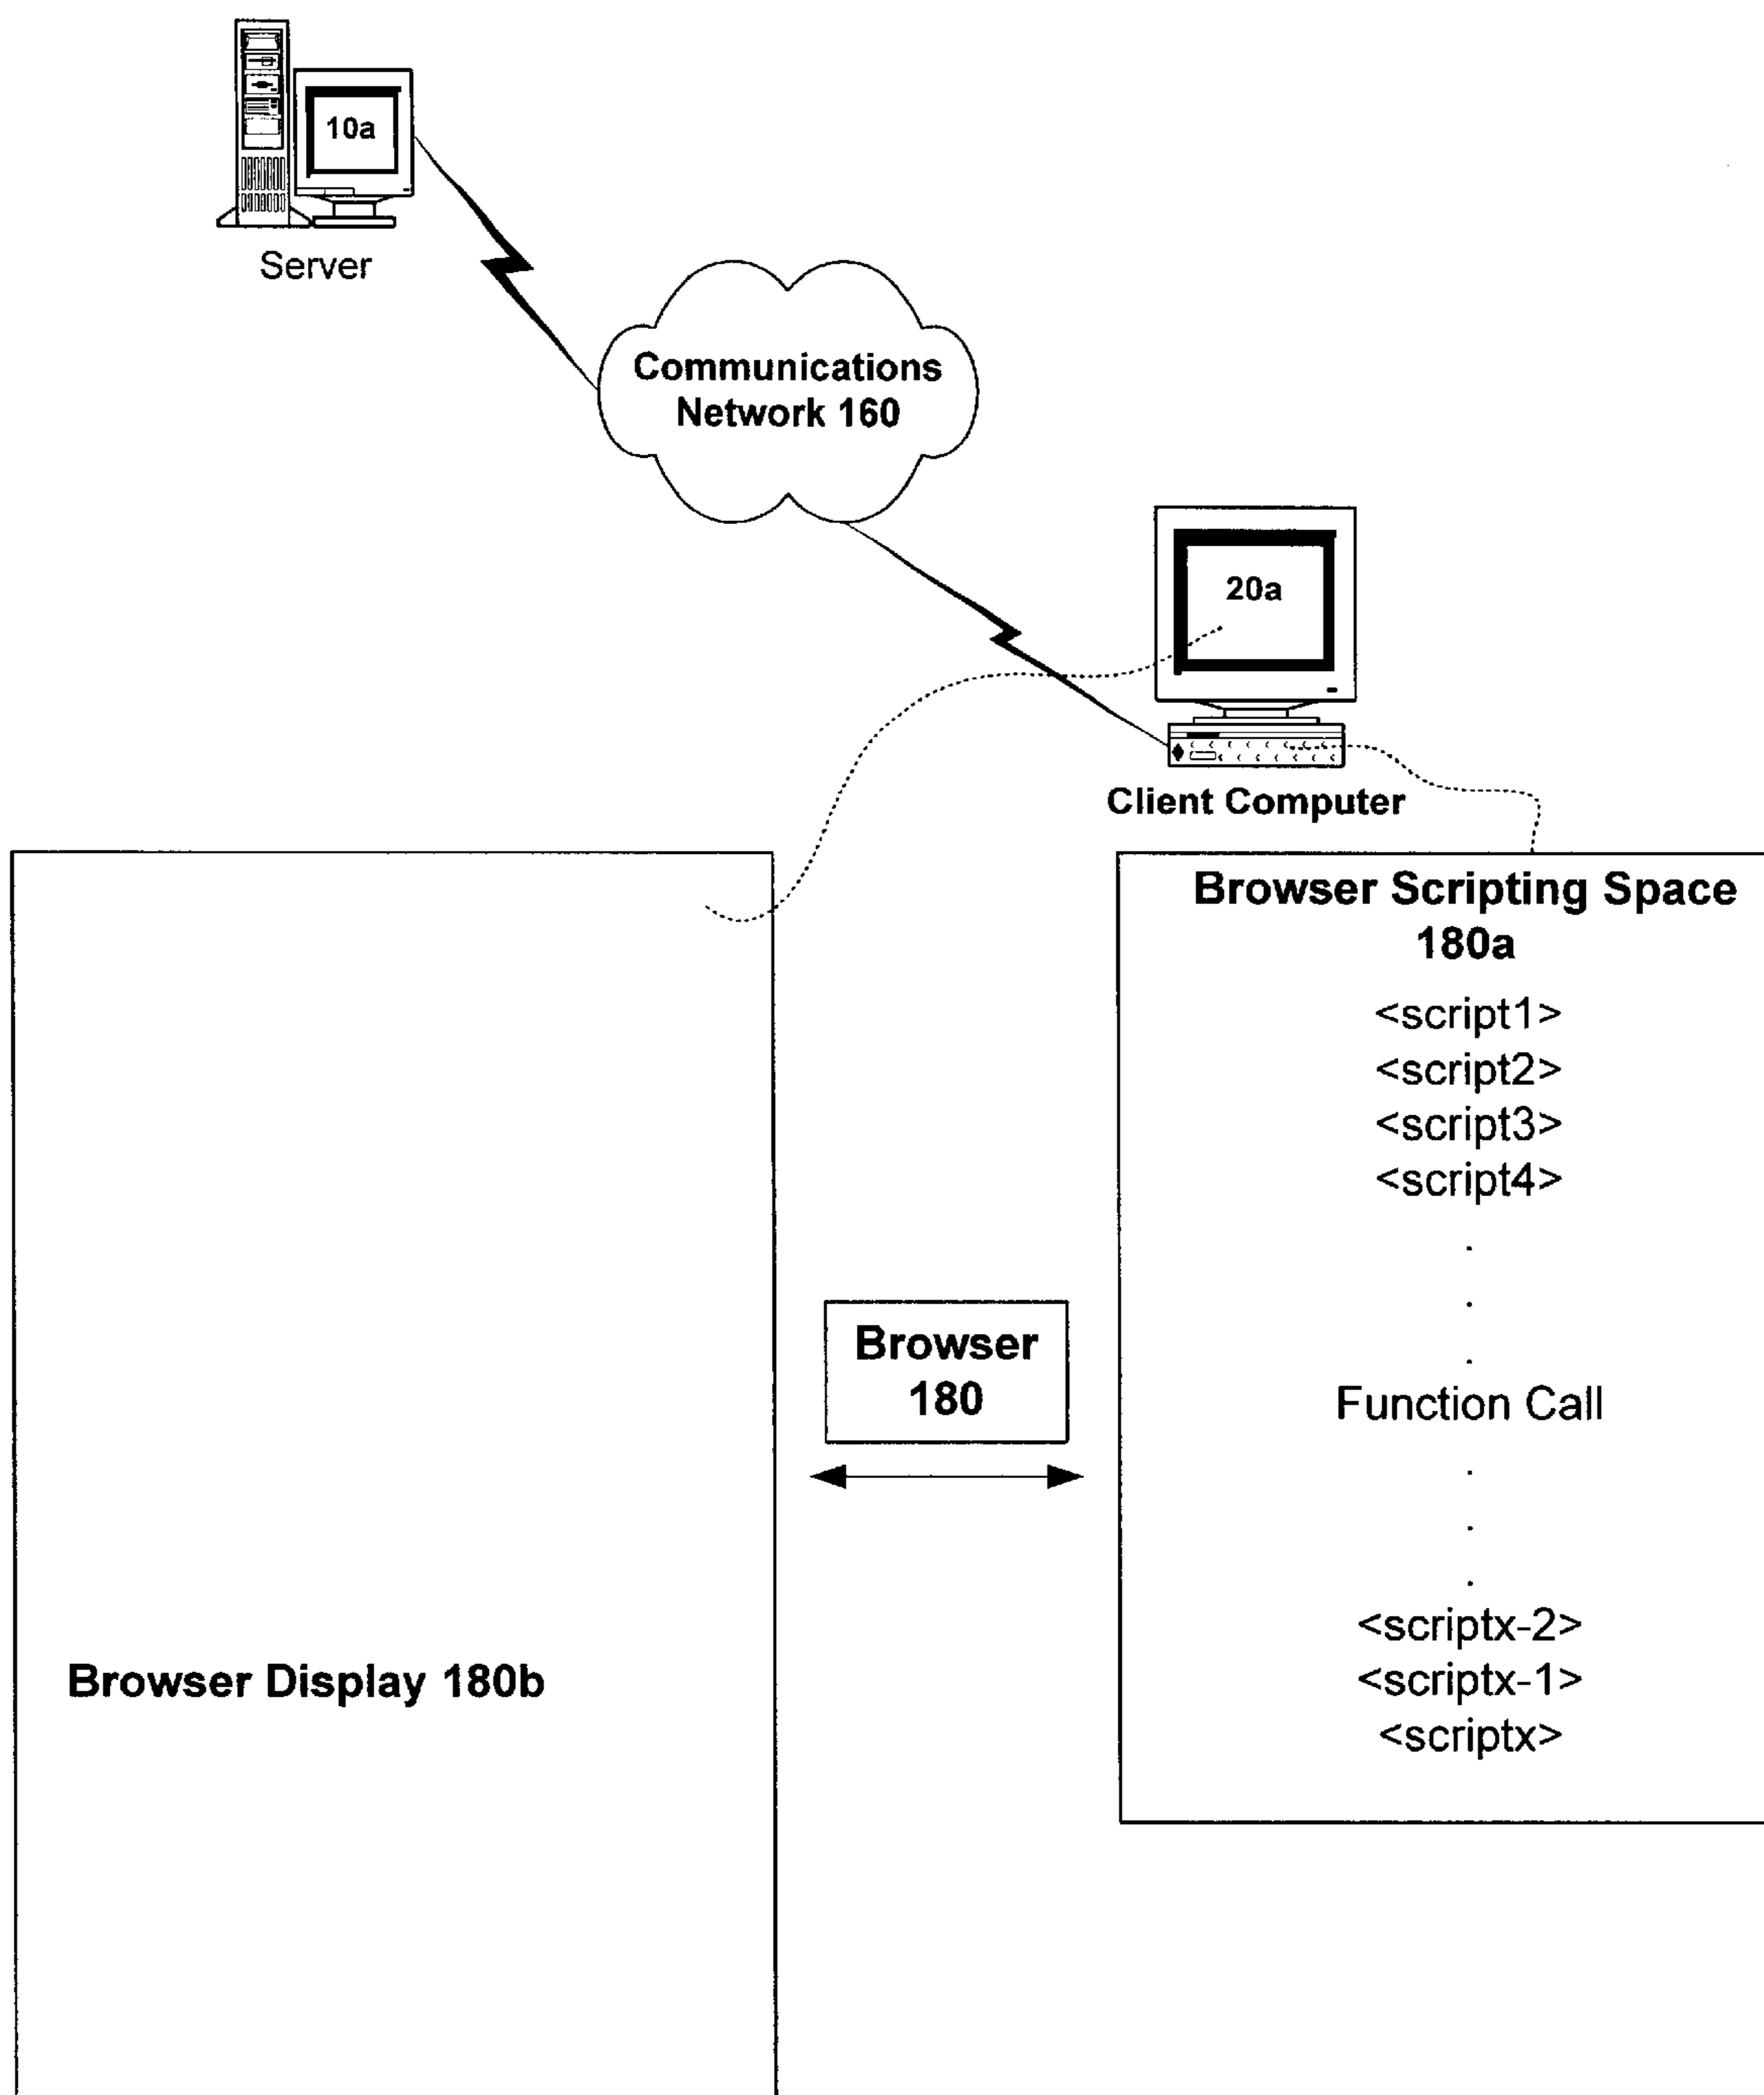 10a
Server
Communications
Network 160
20a
Client Computer
Browser Scripting Space
180a
<script1>
<script2>
<script3>
<script4>
.
.
.
Function Call
.
.
.
<scriptx-2>
<scriptx-1>
<scriptx>
Browser
180
Browser Display 180b